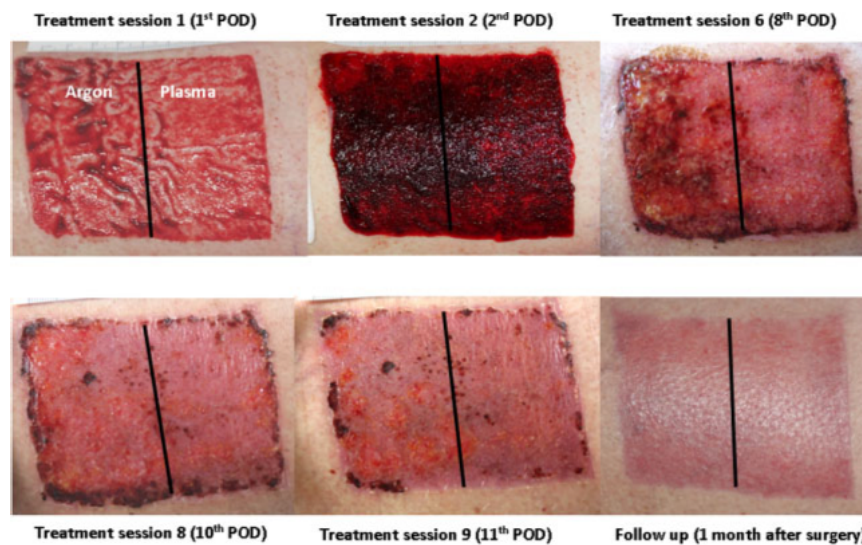 Treatment session 1 (1st POD)
Treatment session 2 (2nd POD)
Treatment session 6 (8th POD)
Argon
Plasma
Treatment session 8 (10th POD)
Treatment session 9 (11th POD)
Follow up (1 month after surgery)